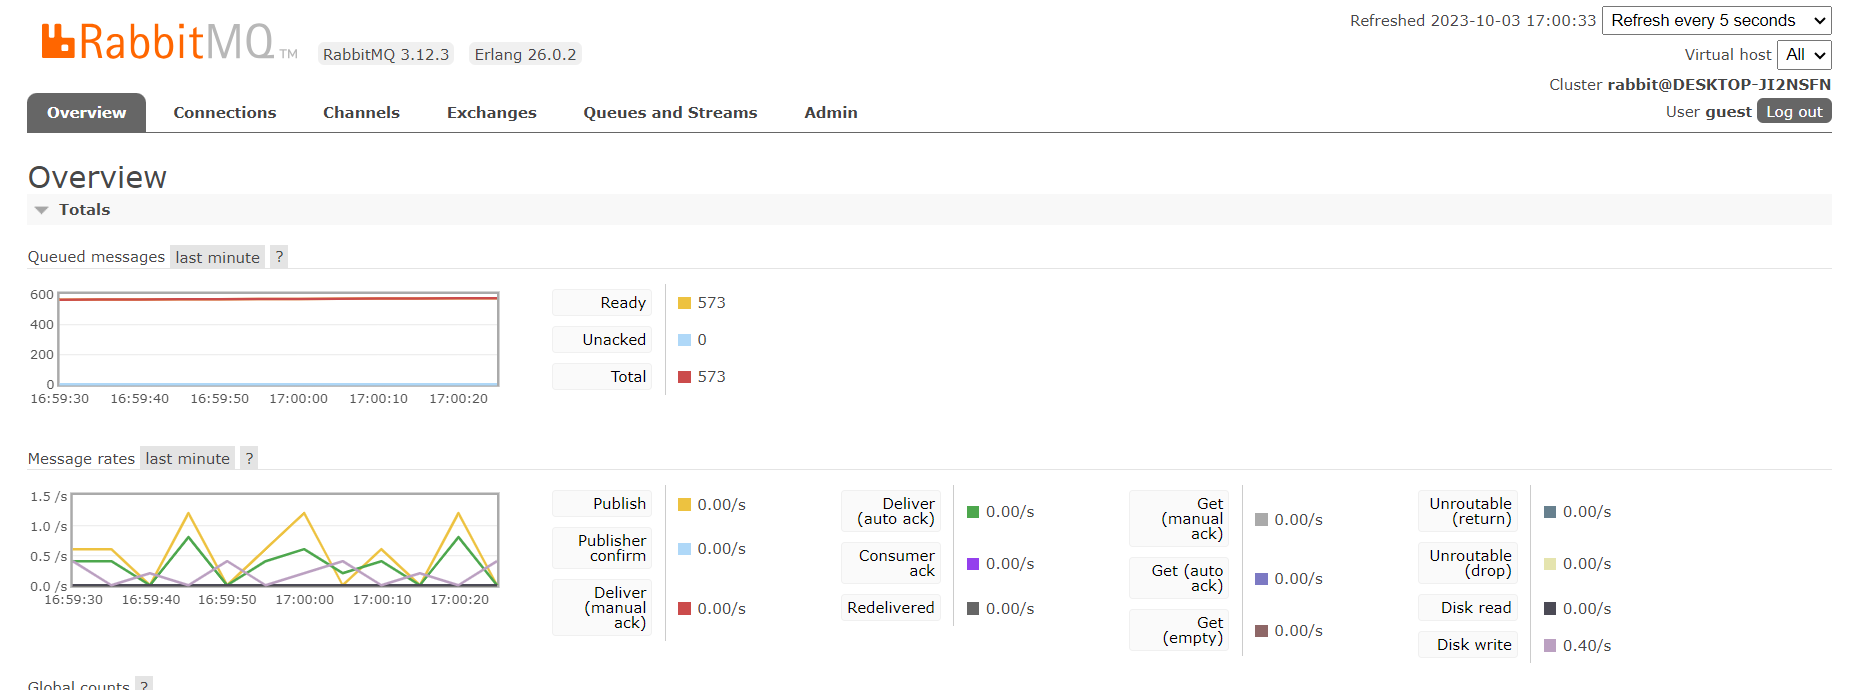 Refreshed 2023-10-03 17:00:33 Refresh every 5 seconds
RabbitMQ TM RabbitMQ 3.12.3 Erlang 26.0.2
Virtual host All
Cluster rabbit@DESKTOP-JI2NSFN
User guest Log out
Overview Connections Channels Exchanges Queues and Streams Admin
Overview
Totals
Queued messages last minute ?
600
400
200
0
16:59:30 16:59:40 16:59:50 17:00:00 17:00:10 17:00:20
Ready 573
Unacked 0
Total 573
Message rates last minute ?
1.5 /s
1.0 /s
0.5 /s
0.0 /s
16:59:30 16:59:40 16:59:50 17:00:00 17:00:10 17:00:20
Publish 0.00/s
Publisher
confirm 0.00/s
Deliver
(manual
ack) 0.00/s
Deliver
(auto ack) 0.00/s
Consumer
ack 0.00/s
Redelivered 0.00/s
Get
(manual
ack) 0.00/s
Get (auto
ack) 0.00/s
Get
(empty) 0.00/s
Unroutable
(return) 0.00/s
Unroutable
(drop) 0.00/s
Disk read 0.00/s
Disk write 0.40/s
Global counts ?